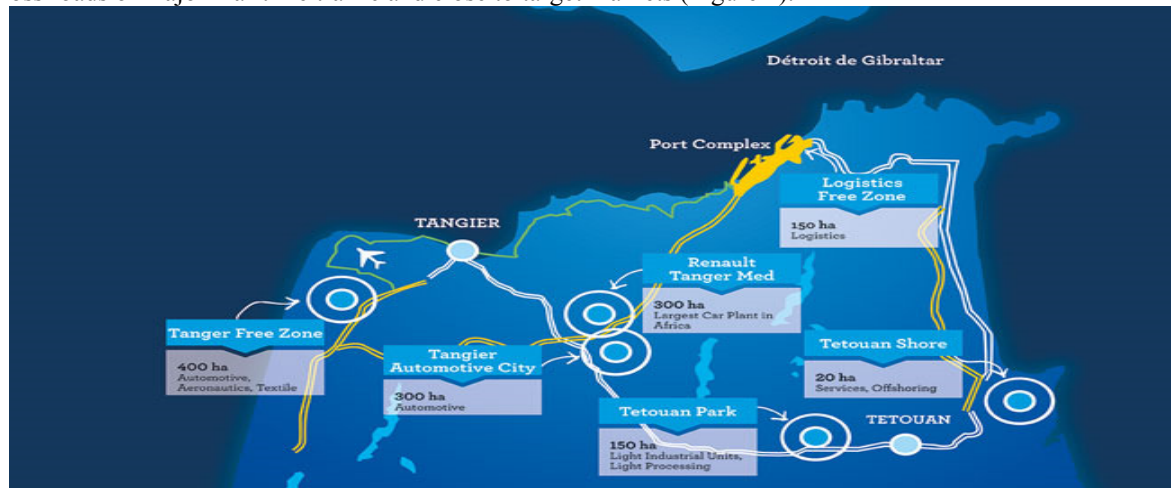 Détroit de Gibraltar
Port Complex
Logistics
Free Zone
150 ha
Logistics
TANGIER
Renault
Tanger Med
300 ha
Largest Car Plant in
Africa
Tanger Free Zone
400 ha
Automotive,
Aeronautics, Textile
Tangier
Automotive City
300 ha
Automotive
Tetouan Shore
20 ha
Services, Offshoring
Tetouan Park
150 ha
Light Industrial Units,
Light Processing
TETOUAN